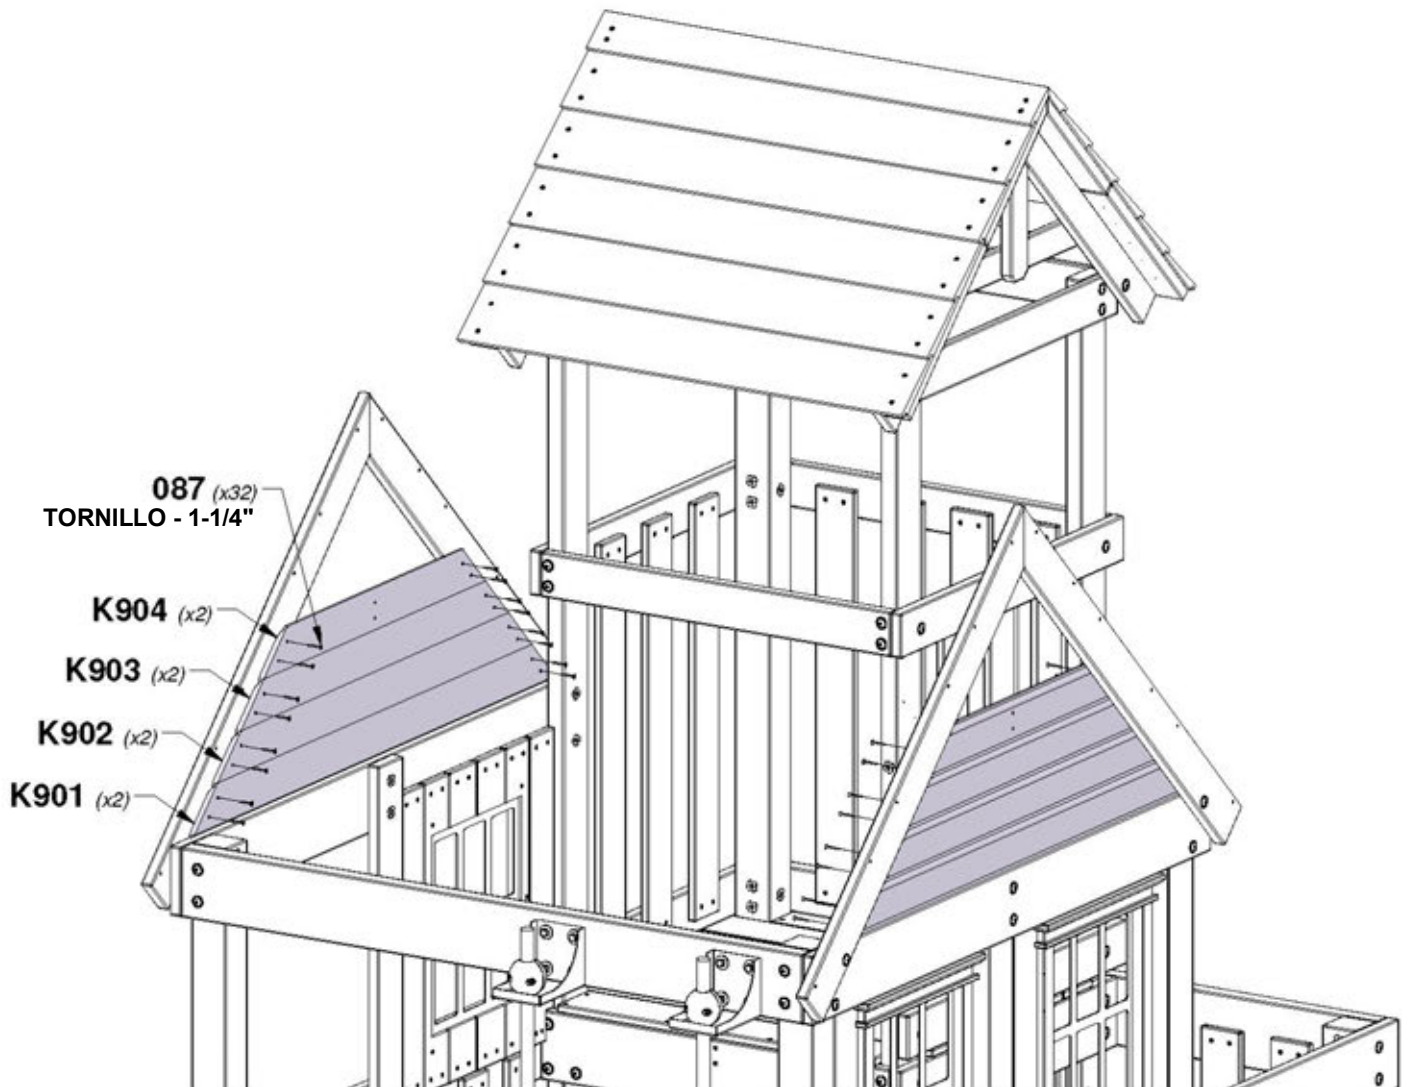 087 (x32)
TORNILLO - 1-1/4"
K904 (x2)
K903 (x2)
K902 (x2)
K901 (x2)